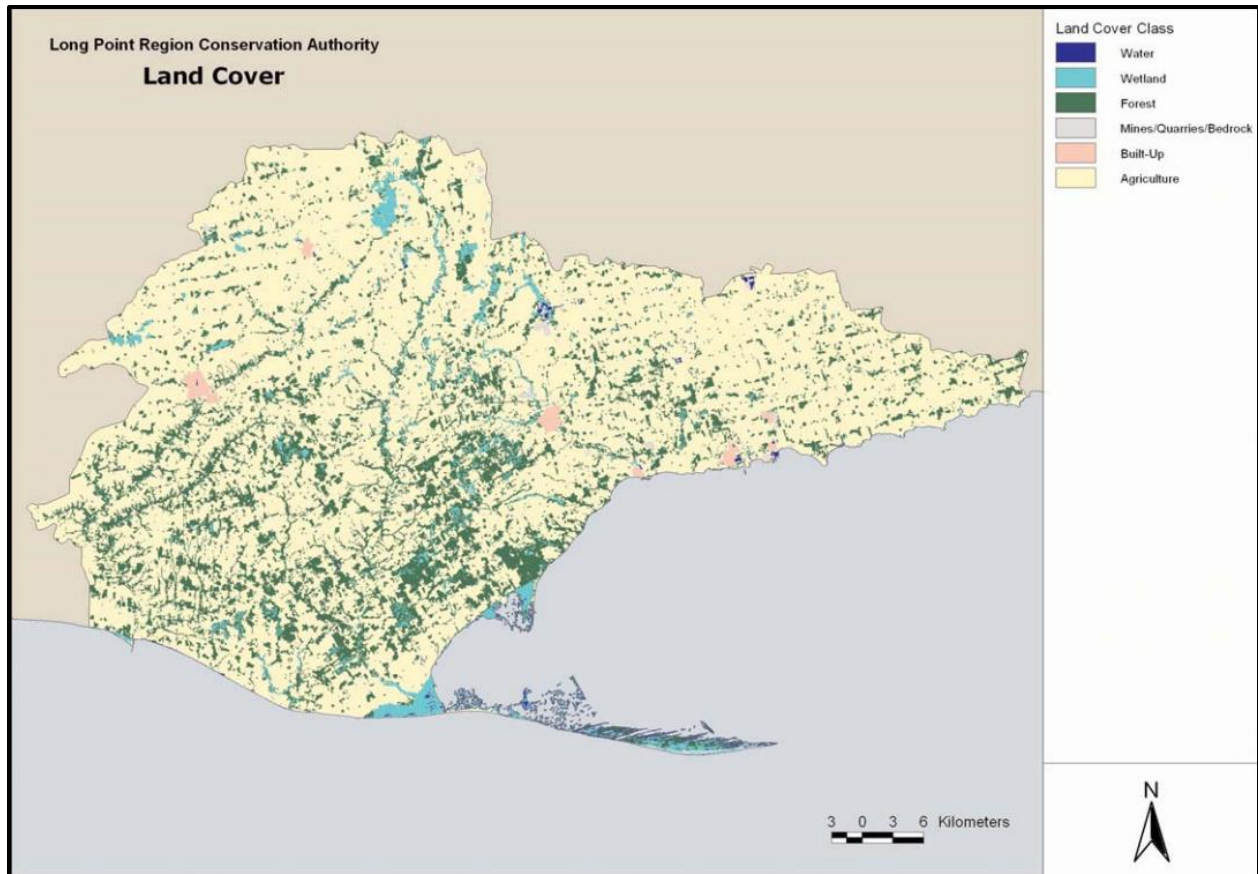 Long Point Region Conservation Authority
Land Cover
Land Cover Class
Water
Wetland
Forest
Mines/Quarries/Bedrock
Built-Up
Agriculture
N
3 0 3 6 Kilometers